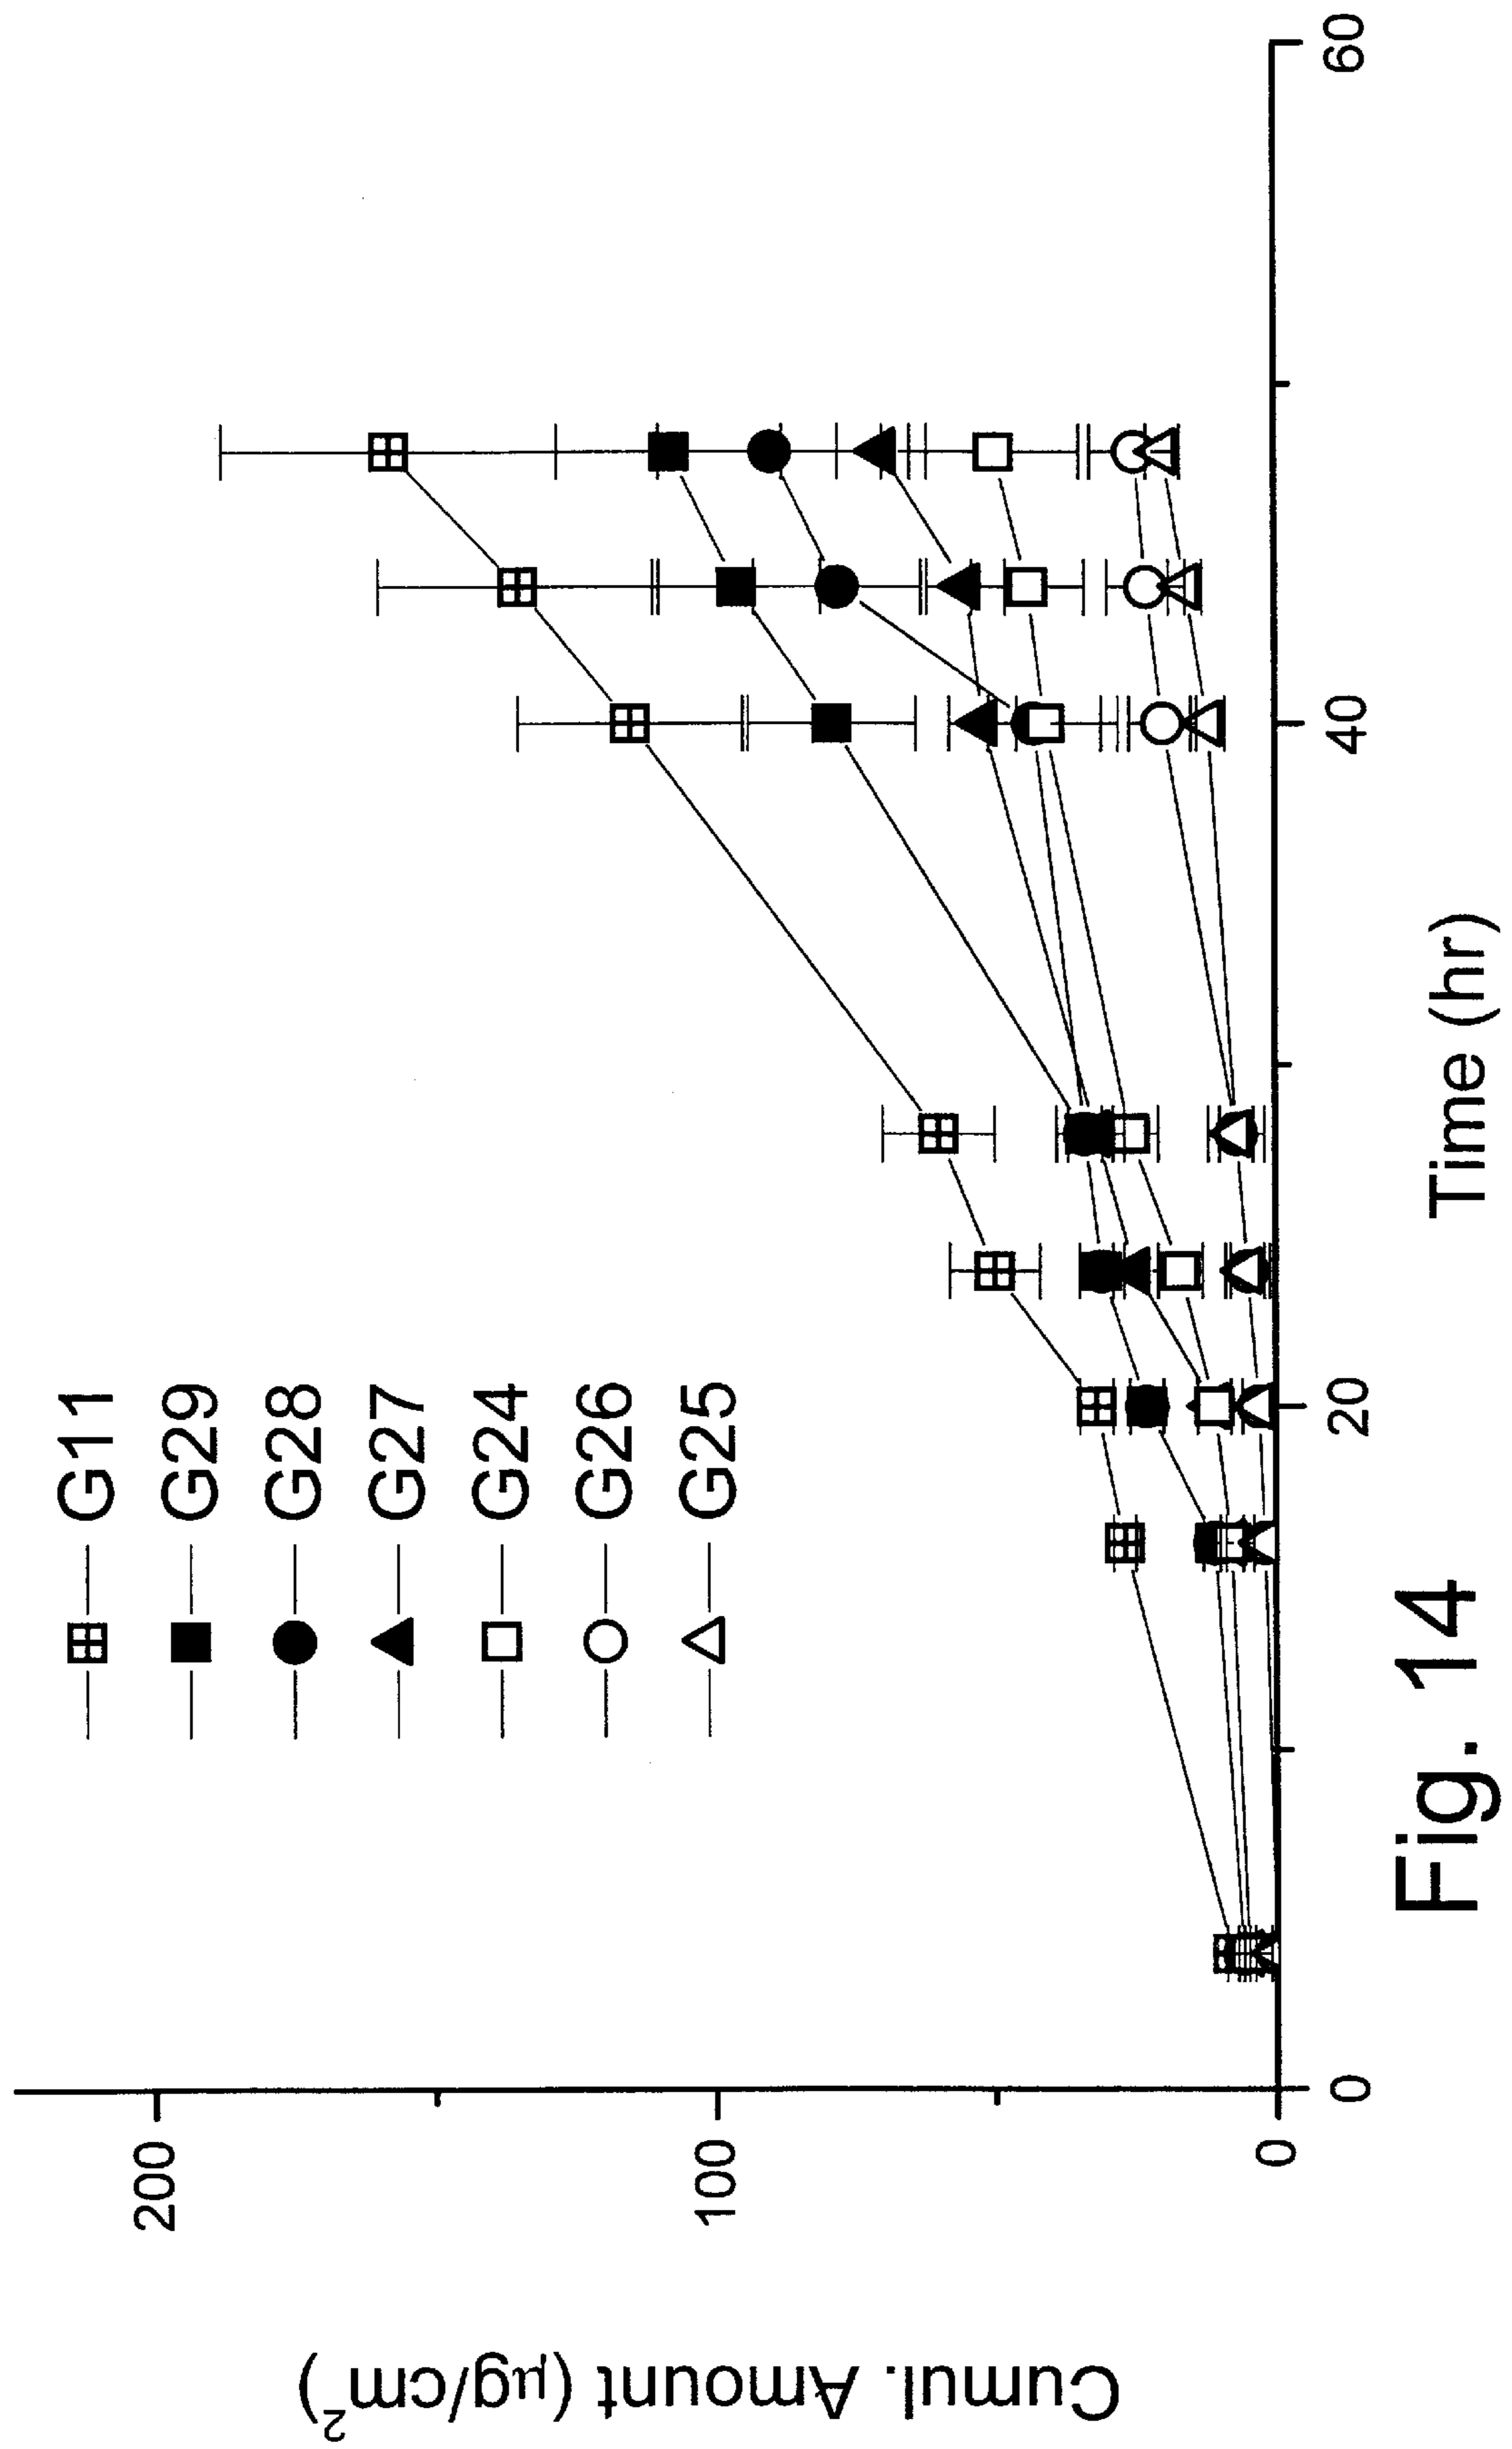 G11
G29
G28
G27
G24
G26
G25
Cumul. Amount (μg/cm²)
200
100
0
0
20
40
60
Time (hr)
Fig. 14